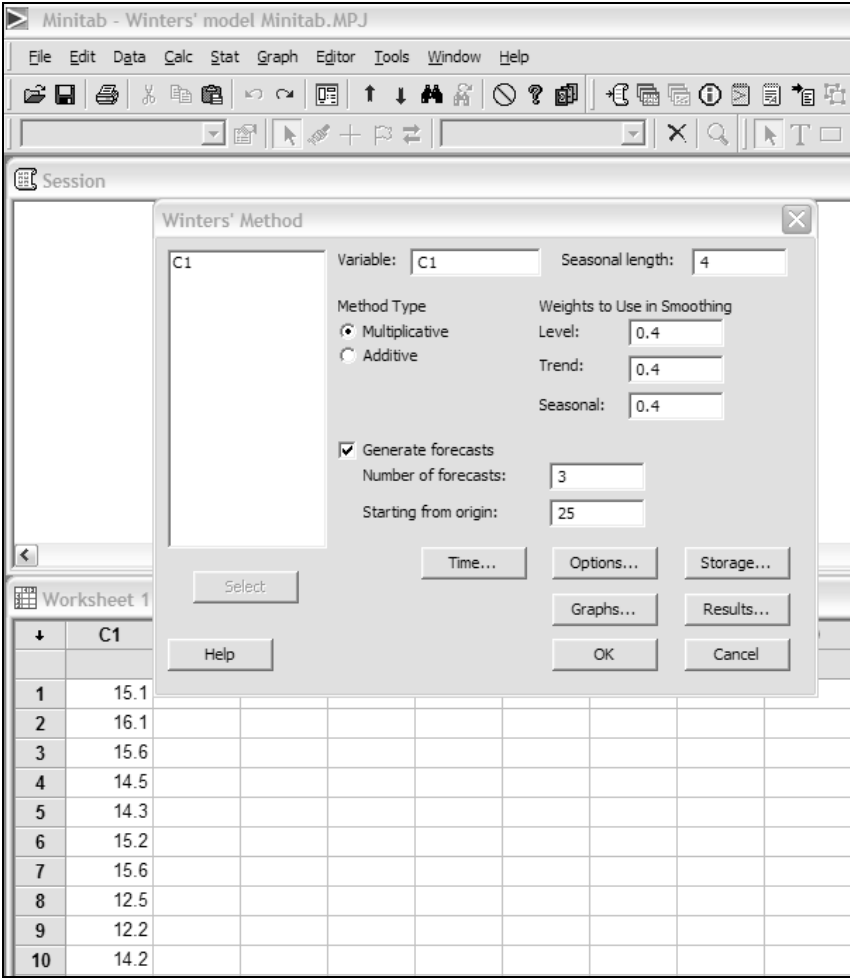 Minitab - Winters' model Minitab.MPJ
File Edit Data Calc Stat Graph Editor Tools Window Help
Session
Winters' Method
C1
Variable: C1 Seasonal length: 4
Method Type Weights to Use in Smoothing
Multiplicative Level: 0.4
Additive Trend: 0.4
Seasonal: 0.4
Generate forecasts
Number of forecasts: 3
Starting from origin: 25
Time... Options... Storage...
Select
Graphs... Results...
Help OK Cancel
Worksheet 1
C1
1 15.1
2 16.1
3 15.6
4 14.5
5 14.3
6 15.2
7 15.6
8 12.5
9 12.2
10 14.2